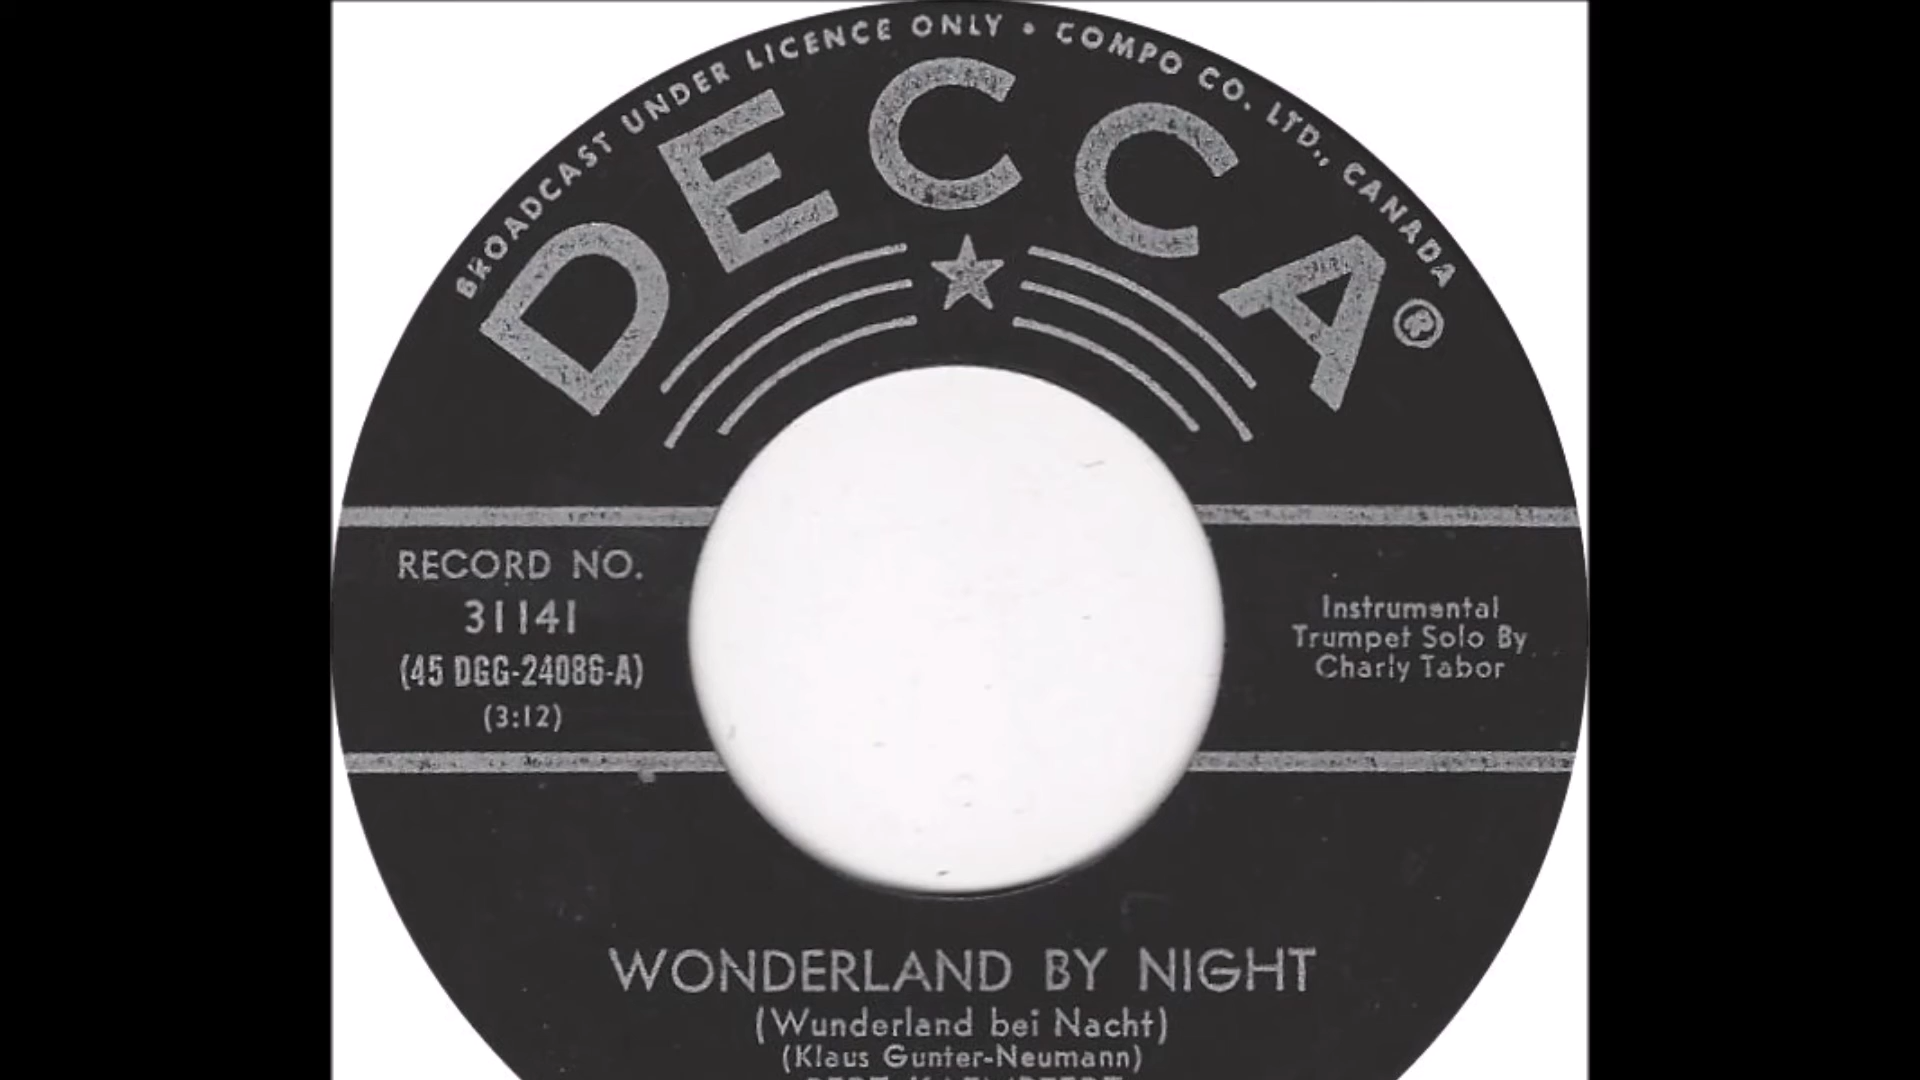 BROADCAST UNDER LICENCE ONLY • COMPO CO. LTD., CANADA
DECCA ®
RECORD NO.
31141
(45 DGG-24086-A)
(3:12)
Instrumental
Trumpet Solo By
Charly Tabor
WONDERLAND BY NIGHT
(Wunderland bei Nacht)
(Klaus Gunter-Neumann)